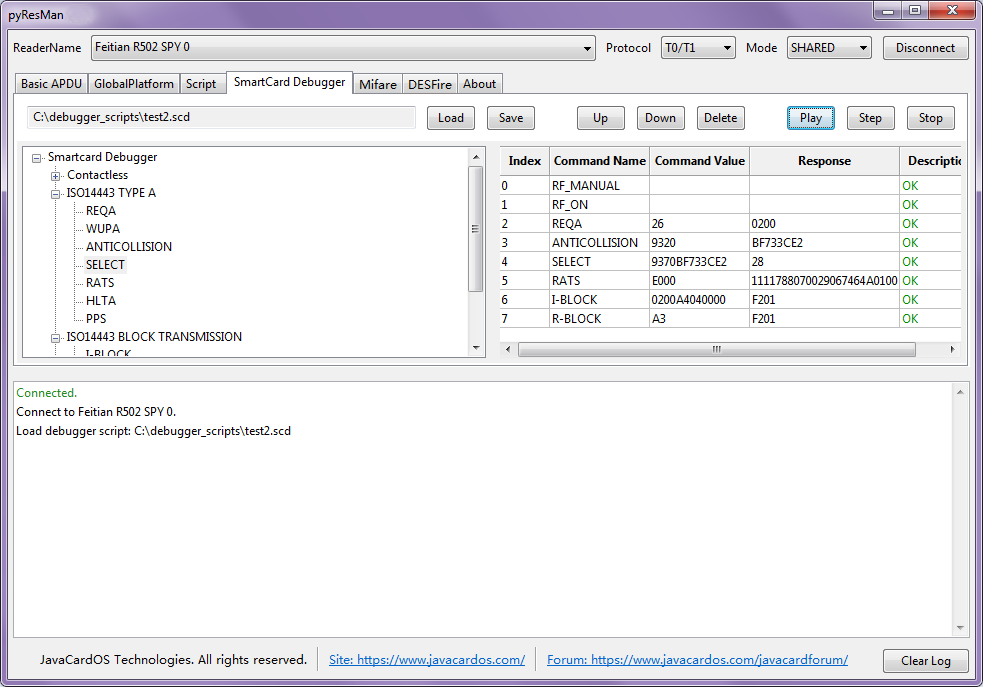 pyResMan
ReaderName Feitian R502 SPY 0 Protocol T0/T1 Mode SHARED Disconnect
Basic APDU GlobalPlatform Script SmartCard Debugger Mifare DESFire About
C:\debugger_scripts\test2.scd Load Save Up Down Delete Play Step Stop
Smartcard Debugger
Contactless
ISO14443 TYPE A
REQA
WUPA
ANTICOLLISION
SELECT
RATS
HLTA
PPS
ISO14443 BLOCK TRANSMISSION
I-BLOCK
Index Command Name Command Value Response Descriptio
0 RF_MANUAL OK
1 RF_ON OK
2 REQA 26 0200 OK
3 ANTICOLLISION 9320 BF733CE2 OK
4 SELECT 9370BF733CE2 28 OK
5 RATS E000 1111788070029067464A0100 OK
6 I-BLOCK 0200A4040000 F201 OK
7 R-BLOCK A3 F201 OK
Connected.
Connect to Feitian R502 SPY 0.
Load debugger script: C:\debugger_scripts\test2.scd
JavaCardOS Technologies. All rights reserved. Site: https://www.javacardos.com/ Forum: https://www.javacardos.com/javacardforum/ Clear Log